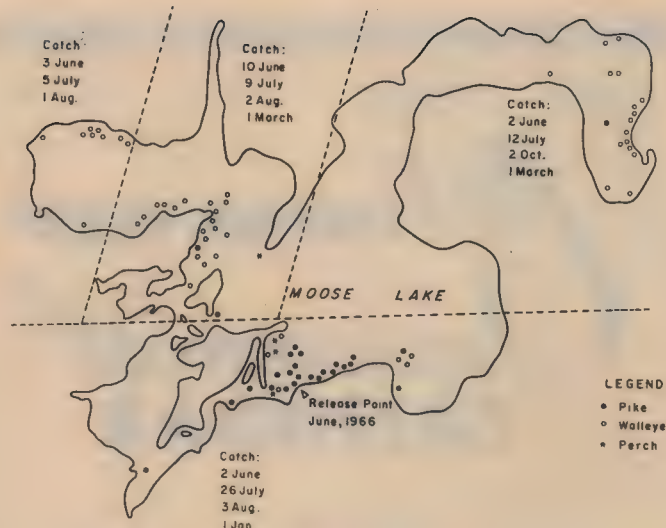 Catch:
3 June
5 July
1 Aug.
Catch:
10 June
9 July
2 Aug.
1 March
Catch:
2 June
12 July
2 Oct.
1 March
MOOSE LAKE
LEGEND
Pike
Walleye
Perch
Release Point
June, 1966
Catch:
2 June
26 July
3 Aug.
1 Jan.